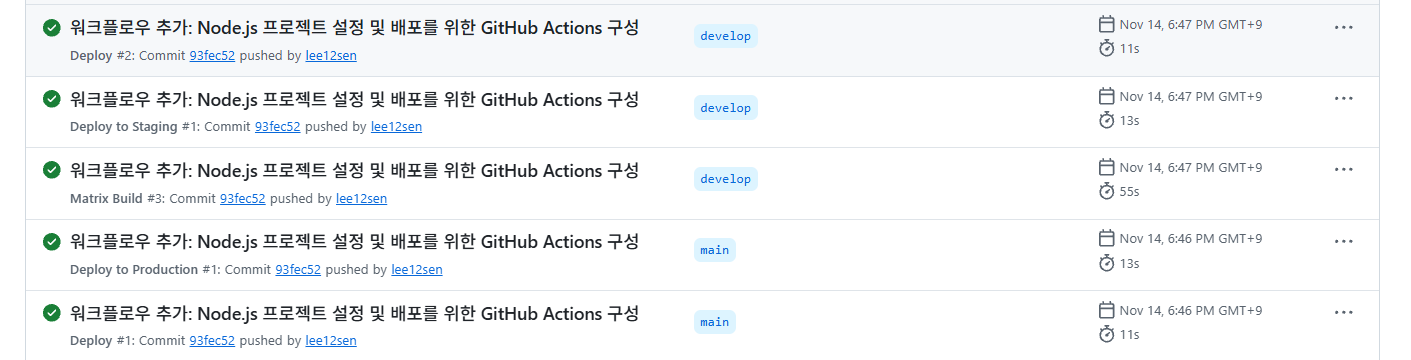 워크플로우 추가: Node.js 프로젝트 설정 및 배포를 위한 GitHub Actions 구성
develop
Nov 14, 6:47 PM GMT+9
Deploy #2: Commit 93fec52 pushed by lee12sen
11s
워크플로우 추가: Node.js 프로젝트 설정 및 배포를 위한 GitHub Actions 구성
develop
Nov 14, 6:47 PM GMT+9
Deploy to Staging #1: Commit 93fec52 pushed by lee12sen
13s
워크플로우 추가: Node.js 프로젝트 설정 및 배포를 위한 GitHub Actions 구성
develop
Nov 14, 6:47 PM GMT+9
Matrix Build #3: Commit 93fec52 pushed by lee12sen
55s
워크플로우 추가: Node.js 프로젝트 설정 및 배포를 위한 GitHub Actions 구성
main
Nov 14, 6:46 PM GMT+9
Deploy to Production #1: Commit 93fec52 pushed by lee12sen
13s
워크플로우 추가: Node.js 프로젝트 설정 및 배포를 위한 GitHub Actions 구성
main
Nov 14, 6:46 PM GMT+9
Deploy #1: Commit 93fec52 pushed by lee12sen
11s